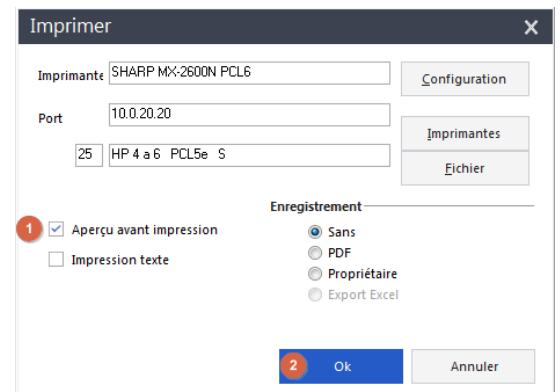 Imprimer
Imprimante SHARP MX-2600N PCL6
Configuration
Port 10.0.20.20
Imprimantes
25 HP 4 a 6 PCL5e S
Fichier
Enregistrement
1 Aperçu avant impression
Sans
Impression texte
PDF
Propriétaire
Export Excel
2 Ok
Annuler